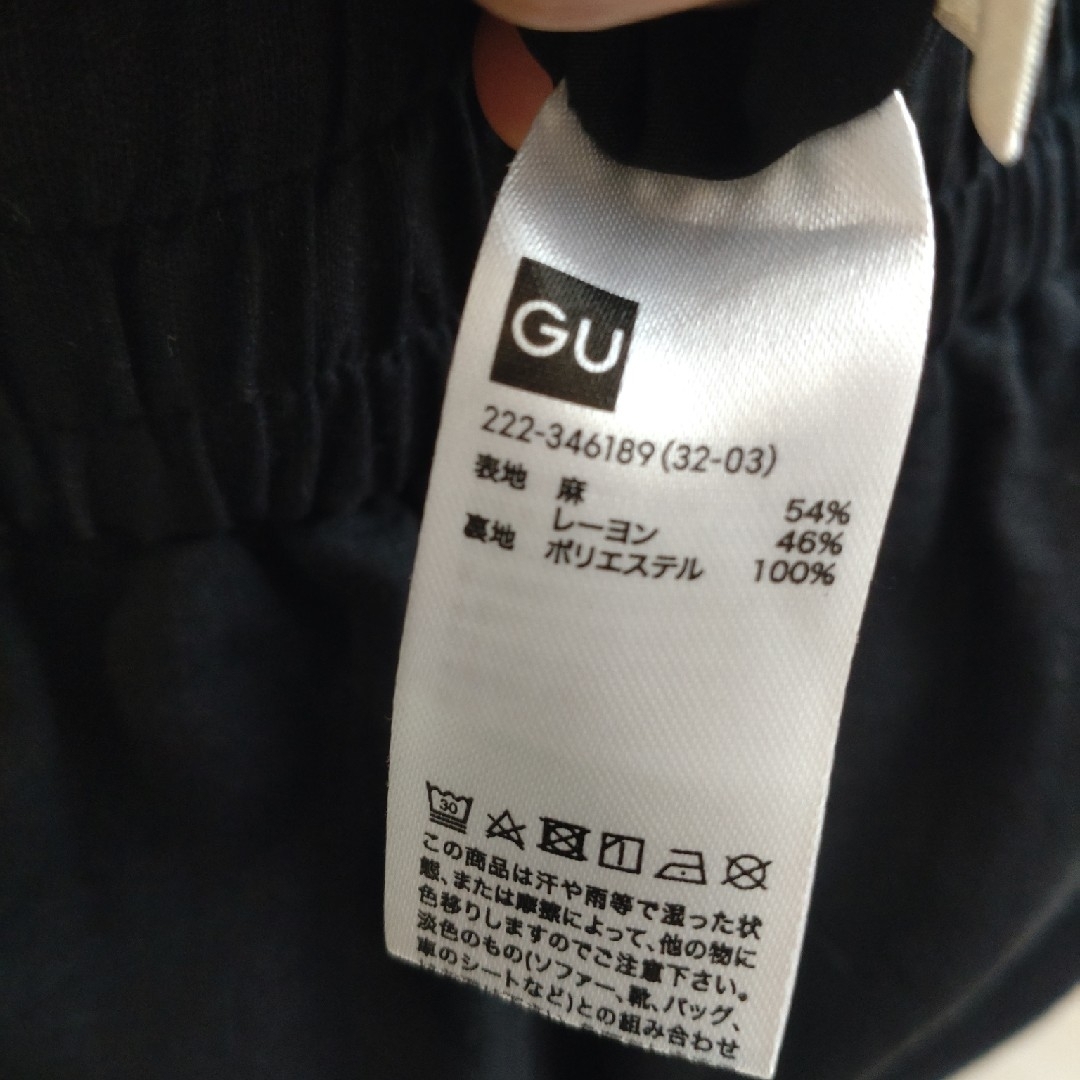 GU
222-346189 (32-03)
表地 麻 54%
レーヨン 46%
裏地 ポリエステル 100%
30
この商品は汗や雨等で湿った状
態、または摩擦によって、他の物に
色移りしますのでご注意下さい。
淡色のもの(ソファー、靴、バッグ、
車のシートなど)との組み合わせ